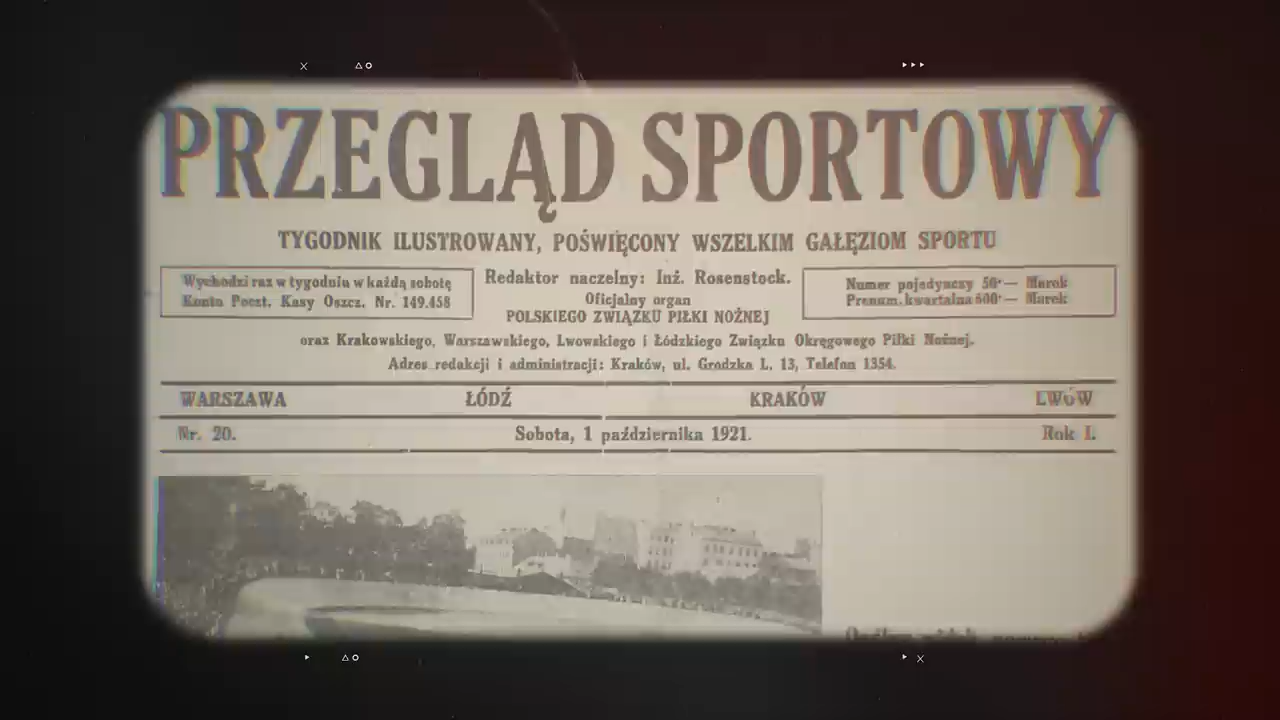 PRZEGLĄD SPORTOWY
TYGODNIK ILUSTROWANY, POŚWIĘCONY WSZELKIM GAŁĘZIOM SPORTU
Wychodzi raz w tygodniu w każdą sobotę
Konto Poczt. Kasy Oszcz. Nr. 149.458
Redaktor naczelny: Inż. Rosenstock.
Oficjalny organ
POLSKIEGO ZWIĄZKU PIŁKI NOŻNEJ
Numer pojedynczy 50·— Marek
Prenum. kwartalna 600·— Marek
oraz Krakowskiego, Warszawskiego, Lwowskiego i Łódzkiego Związku Okręgowego Piłki Nożnej.
Adres redakcji i administracji: Kraków, ul. Grodzka L. 13, Telefon 1354.
WARSZAWA ŁÓDŹ KRAKÓW LWÓW
Nr. 20. Sobota, 1 października 1921. Rok I.